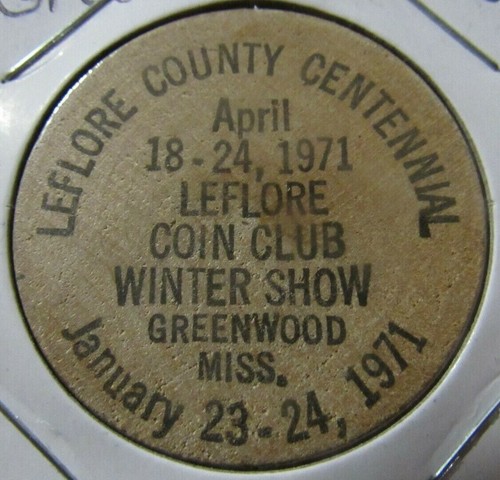 LEFLORE COUNTY CENTENNIAL
April
18-24, 1971
LEFLORE
COIN CLUB
WINTER SHOW
GREENWOOD
MISS.
January 23-24, 1971